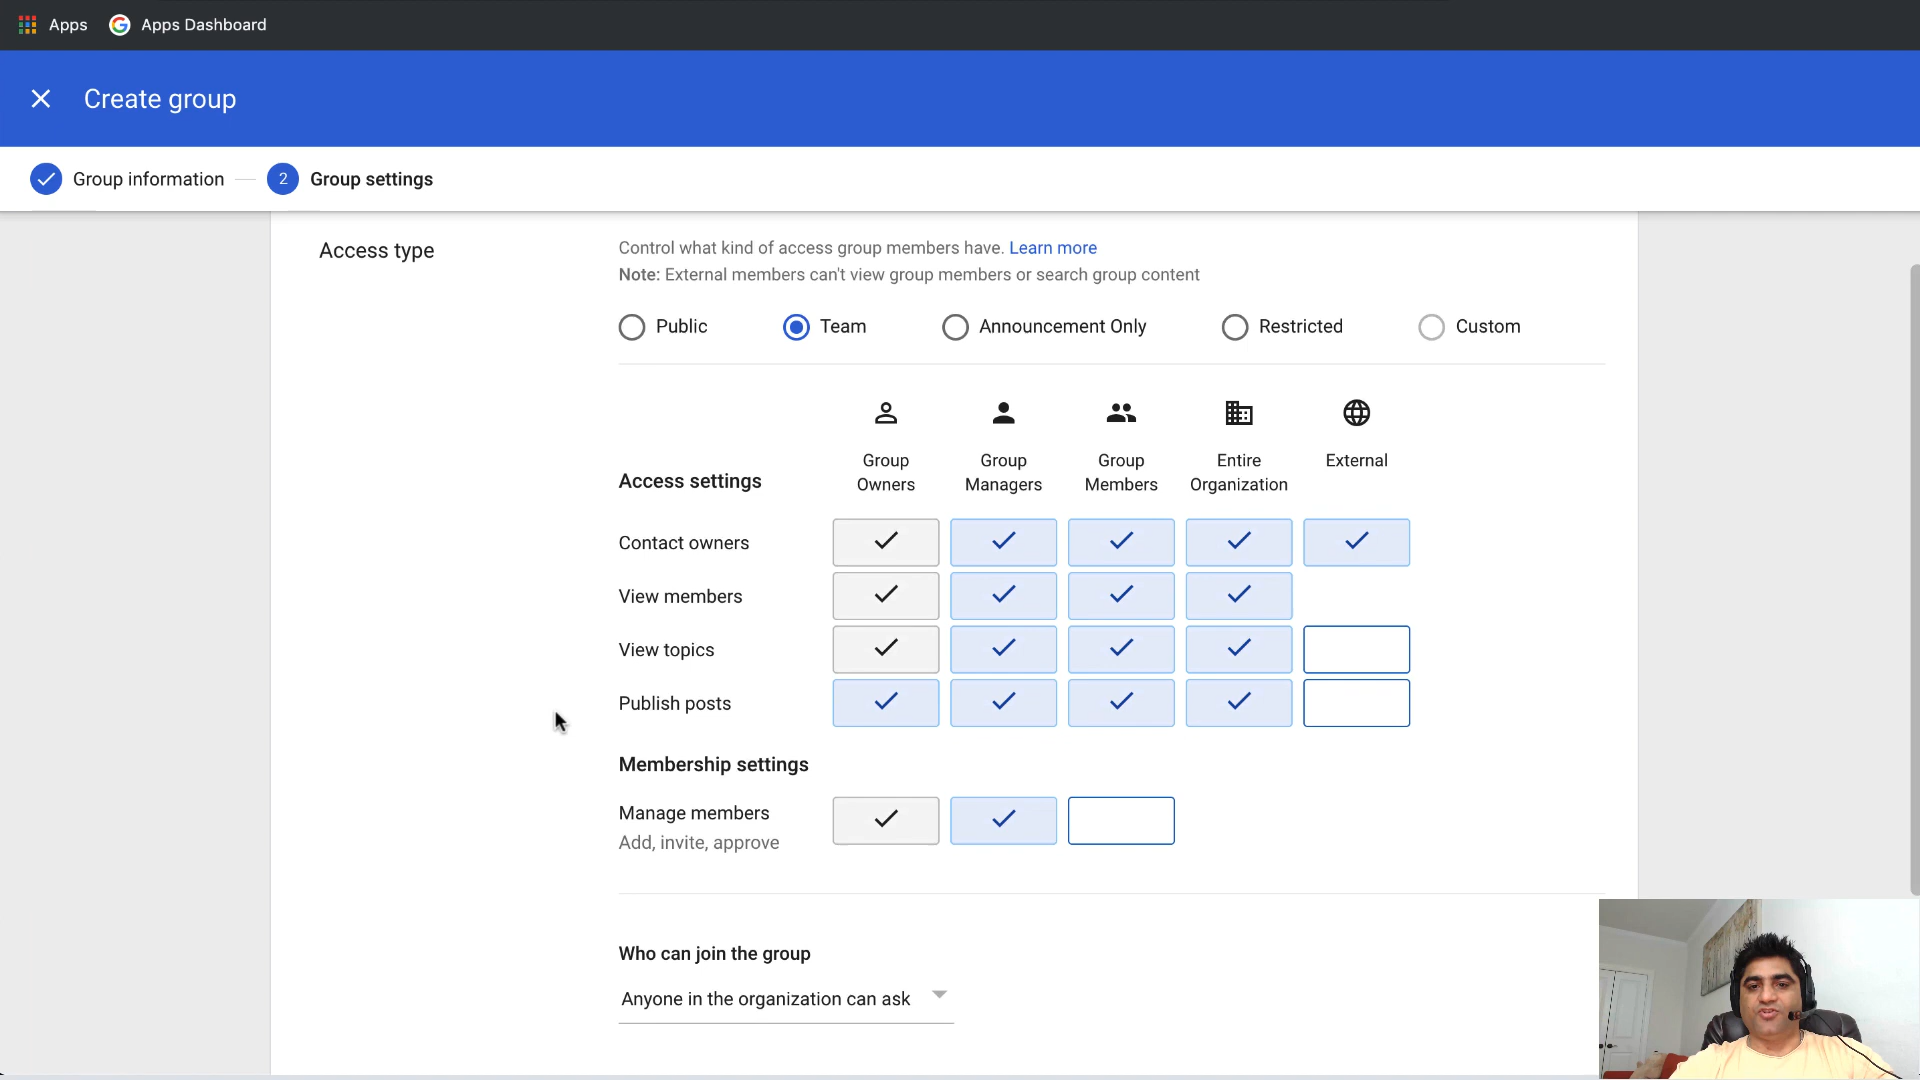 Apps
Apps Dashboard
Create group
Group information
2
Group settings
Access type
Control what kind of access group members have. Learn more
Note: External members can't view group members or search group content
Public
Team
Announcement Only
Restricted
Custom
Access settings
Group
Owners
Group
Managers
Group
Members
Entire
Organization
External
Contact owners
View members
View topics
Publish posts
Membership settings
Manage members
Add, invite, approve
Who can join the group
Anyone in the organization can ask